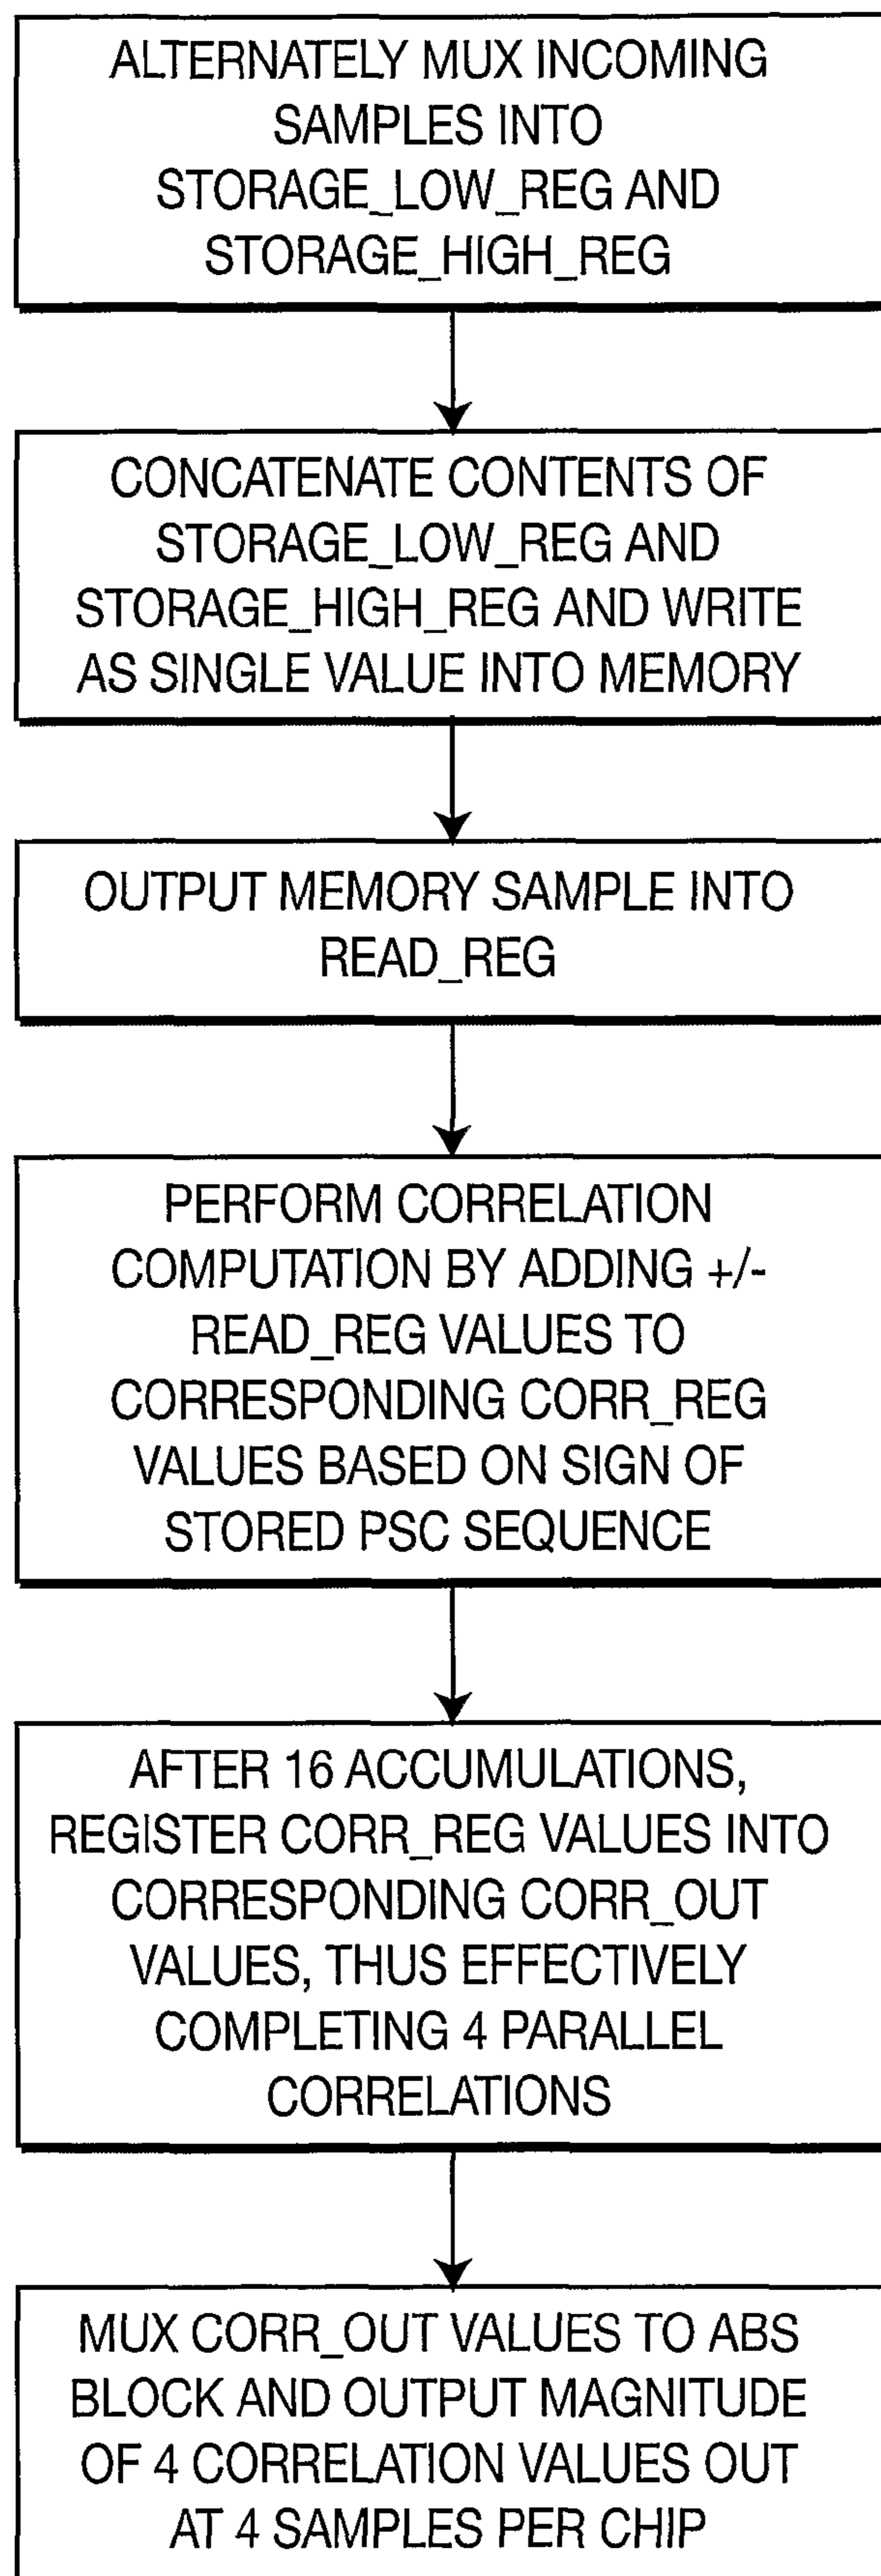 ALTERNATELY MUX INCOMING
SAMPLES INTO
STORAGE_LOW_REG AND
STORAGE_HIGH_REG
CONCATENATE CONTENTS OF
STORAGE_LOW_REG AND
STORAGE_HIGH_REG AND WRITE
AS SINGLE VALUE INTO MEMORY
OUTPUT MEMORY SAMPLE INTO
READ_REG
PERFORM CORRELATION
COMPUTATION BY ADDING +/-
READ_REG VALUES TO
CORRESPONDING CORR_REG
VALUES BASED ON SIGN OF
STORED PSC SEQUENCE
AFTER 16 ACCUMULATIONS,
REGISTER CORR_REG VALUES INTO
CORRESPONDING CORR_OUT
VALUES, THUS EFFECTIVELY
COMPLETING 4 PARALLEL
CORRELATIONS
MUX CORR_OUT VALUES TO ABS
BLOCK AND OUTPUT MAGNITUDE
OF 4 CORRELATION VALUES OUT
AT 4 SAMPLES PER CHIP